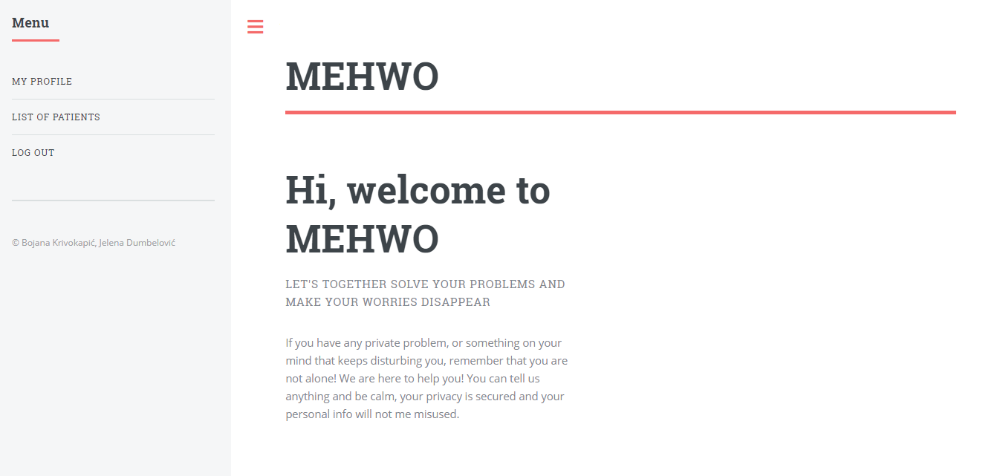 Menu
MY PROFILE
LIST OF PATIENTS
LOG OUT
© Bojana Krivokapić, Jelena Dumbelović
MEHWO
Hi, welcome to
MEHWO
LET'S TOGETHER SOLVE YOUR PROBLEMS AND
MAKE YOUR WORRIES DISAPPEAR
If you have any private problem, or something on your
mind that keeps disturbing you, remember that you are
not alone! We are here to help you! You can tell us
anything and be calm, your privacy is secured and your
personal info will not me misused.